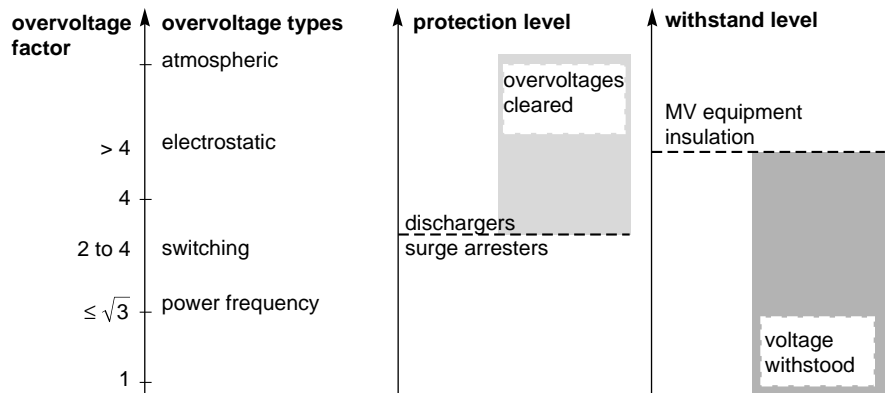 overvoltage
factor
overvoltage types
protection level
withstand level
atmospheric
overvoltages
cleared
MV equipment
insulation
> 4
electrostatic
4
dischargers
surge arresters
2 to 4
switching
≤ √3
power frequency
voltage
withstood
1